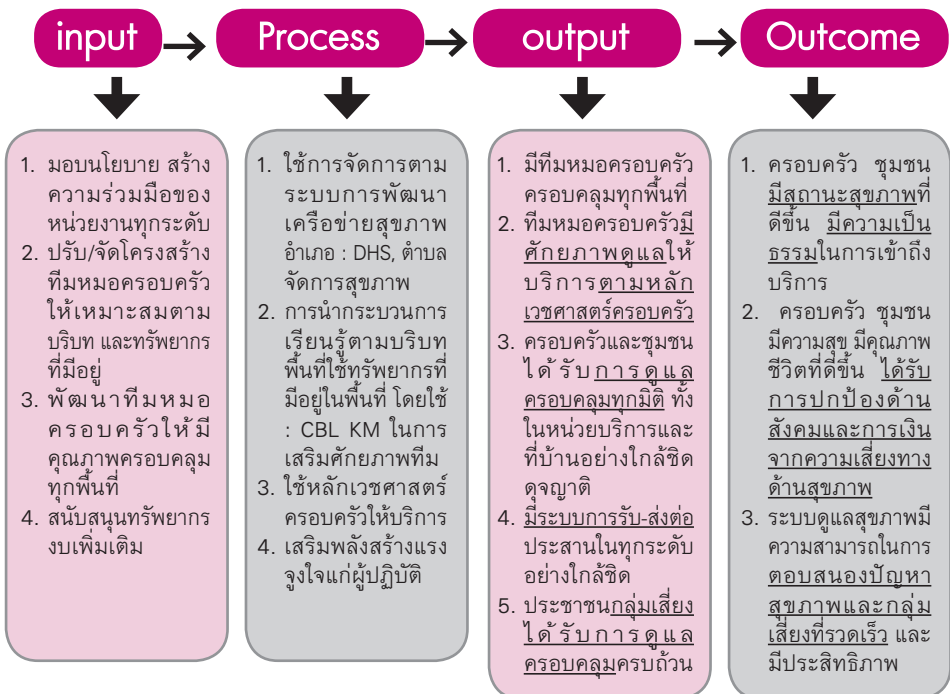 input
Process
output
Outcome
1. มอบนโยบาย สร้าง
ความร่วมมือของ
หน่วยงานทุกระดับ
2. ปรับ/จัดโครงสร้าง
ทีมหมอครอบครัว
ให้เหมาะสมตาม
บริบท และทรัพยากร
ที่มีอยู่
3. พัฒนาทีมหมอ
ครอบครัวให้มี
คุณภาพครอบคลุม
ทุกพื้นที่
4. สนับสนุนทรัพยากร
งบเพิ่มเติม
1. ใช้การจัดการตาม
ระบบการพัฒนา
เครือข่ายสุขภาพ
อำเภอ : DHS, ตำบล
จัดการสุขภาพ
2. การนำกระบวนการ
เรียนรู้ตามบริบท
พื้นที่ใช้ทรัพยากรที่
มีอยู่ในพื้นที่ โดยใช้
: CBL KM ในการ
เสริมศักยภาพทีม
3. ใช้หลักเวชศาสตร์
ครอบครัวให้บริการ
4. เสริมพลังสร้างแรง
จูงใจแก่ผู้ปฏิบัติ
1. มีทีมหมอครอบครัว
ครอบคลุมทุกพื้นที่
2. ทีมหมอครอบครัวมี
ศักยภาพดูแลให้
บริการตามหลัก
เวชศาสตร์ครอบครัว
3. ครอบครัวและชุมชน
ได้รับการดูแล
ครอบคลุมทุกมิติ ทั้ง
ในหน่วยบริการและ
ที่บ้านอย่างใกล้ชิด
ดุจญาติ
4. มีระบบการรับ-ส่งต่อ
ประสานในทุกระดับ
อย่างใกล้ชิด
5. ประชาชนกลุ่มเสี่ยง
ได้รับการดูแล
ครอบคลุมครบถ้วน
1. ครอบครัว ชุมชน
มีสถานะสุขภาพที่
ดีขึ้น มีความเป็น
ธรรมในการเข้าถึง
บริการ
2. ครอบครัว ชุมชน
มีความสุข มีคุณภาพ
ชีวิตที่ดีขึ้น ได้รับ
การปกป้องด้าน
สังคมและการเงิน
จากความเสี่ยงทาง
ด้านสุขภาพ
3. ระบบดูแลสุขภาพมี
ความสามารถในการ
ตอบสนองปัญหา
สุขภาพและกลุ่ม
เสี่ยงที่รวดเร็ว และ
มีประสิทธิภาพ